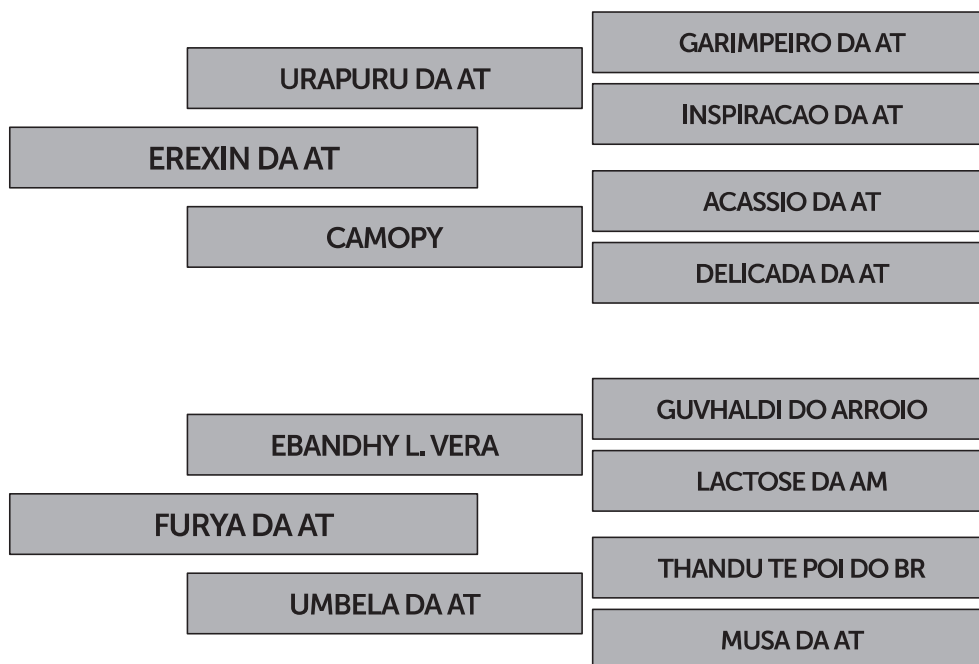 GARIMPEIRO DA AT
URAPURU DA AT
INSPIRACAO DA AT
EREXIN DA AT
ACASSIO DA AT
CAMOPY
DELICADA DA AT
GUVHALDI DO ARROIO
EBANDHY L. VERA
LACTOSE DA AM
FURYA DA AT
THANDU TE POI DO BR
UMBELA DA AT
MUSA DA AT